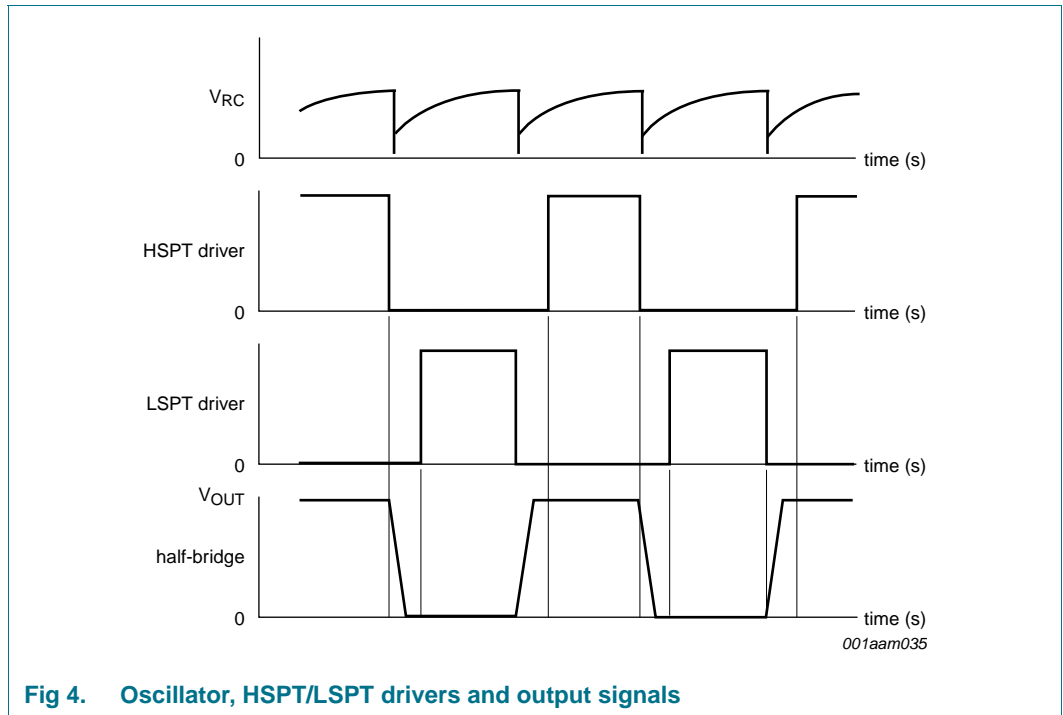 VRC
0
time (s)
HSPT driver
0
time (s)
LSPT driver
0
time (s)
VOUT
half-bridge
0
time (s)
001aam035
Fig 4. Oscillator, HSPT/LSPT drivers and output signals